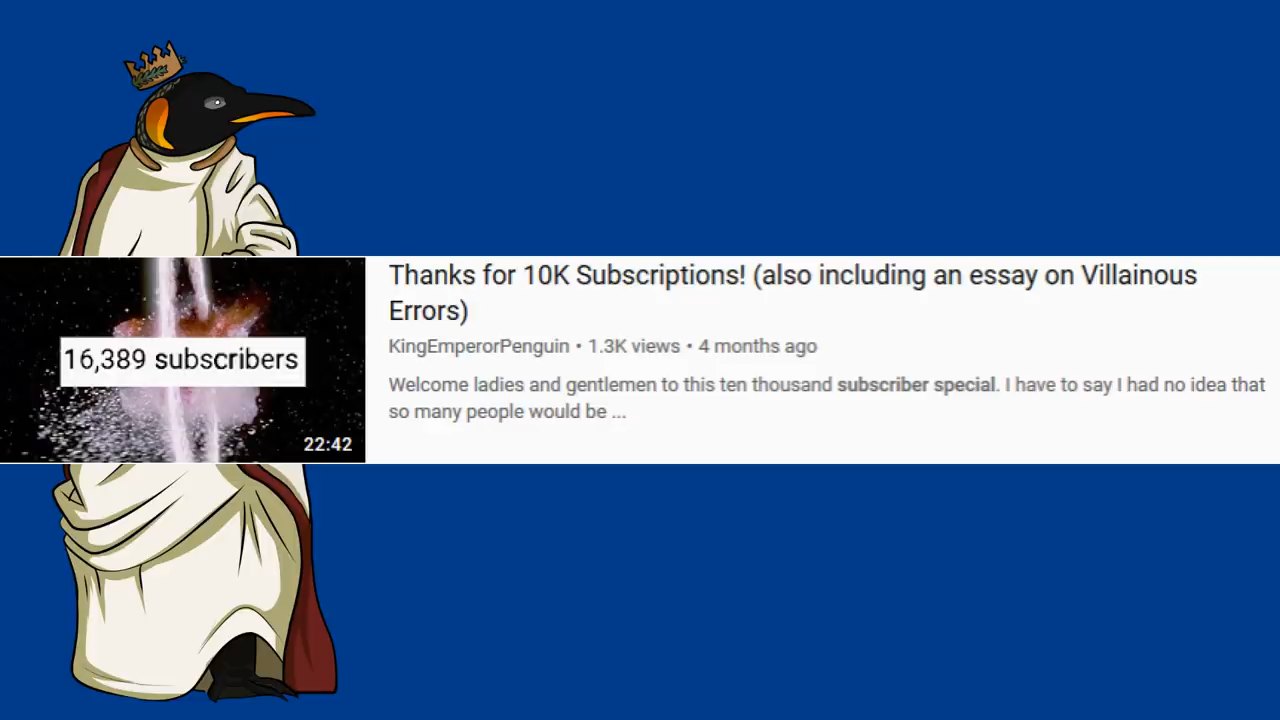 16,389 subscribers
22:42
Thanks for 10K Subscriptions! (also including an essay on Villainous
Errors)
KingEmperorPenguin • 1.3K views • 4 months ago
Welcome ladies and gentlemen to this ten thousand subscriber special. I have to say I had no idea that
so many people would be ...